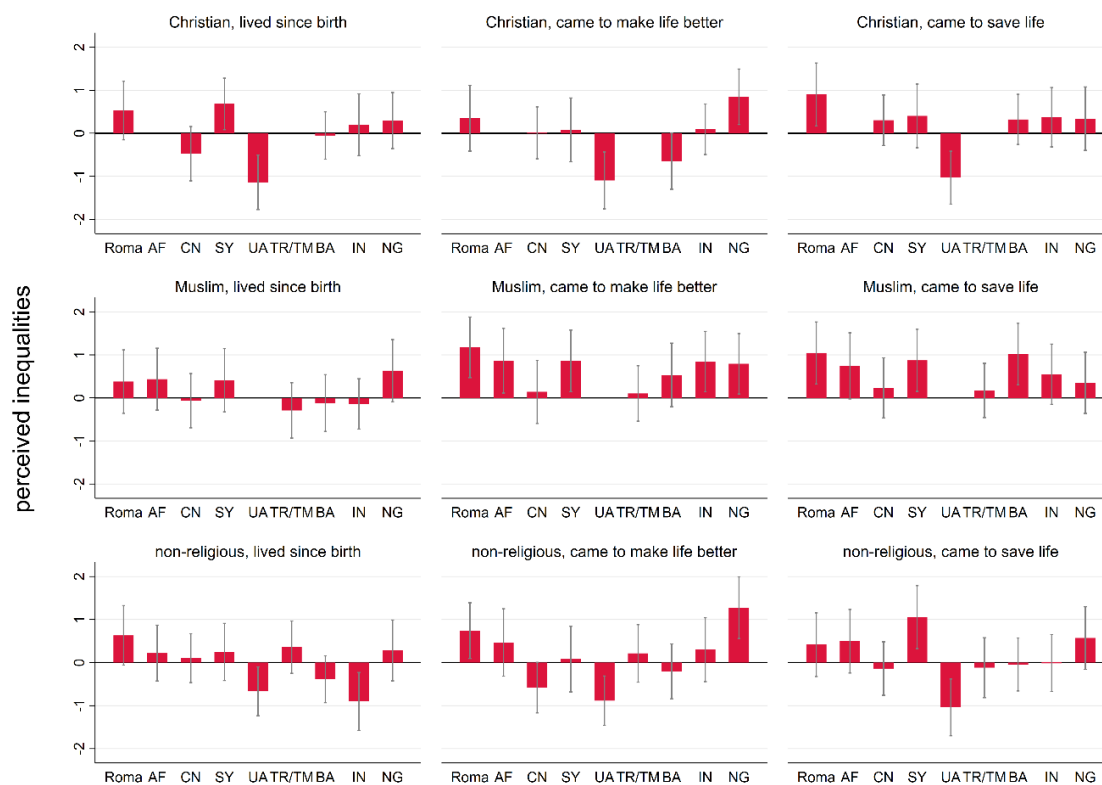 Christian, lived since birth
Christian, came to make life better
Christian, came to save life
2
1
0
-1
-2
Roma AF CN SY UA TR/TM BA IN NG
Roma AF CN SY UA TR/TM BA IN NG
Roma AF CN SY UA TR/TM BA IN NG
perceived inequalities
Muslim, lived since birth
Muslim, came to make life better
Muslim, came to save life
2
1
0
-1
-2
Roma AF CN SY UA TR/TM BA IN NG
Roma AF CN SY UA TR/TM BA IN NG
Roma AF CN SY UA TR/TM BA IN NG
non-religious, lived since birth
non-religious, came to make life better
non-religious, came to save life
2
1
0
-1
-2
Roma AF CN SY UA TR/TM BA IN NG
Roma AF CN SY UA TR/TM BA IN NG
Roma AF CN SY UA TR/TM BA IN NG